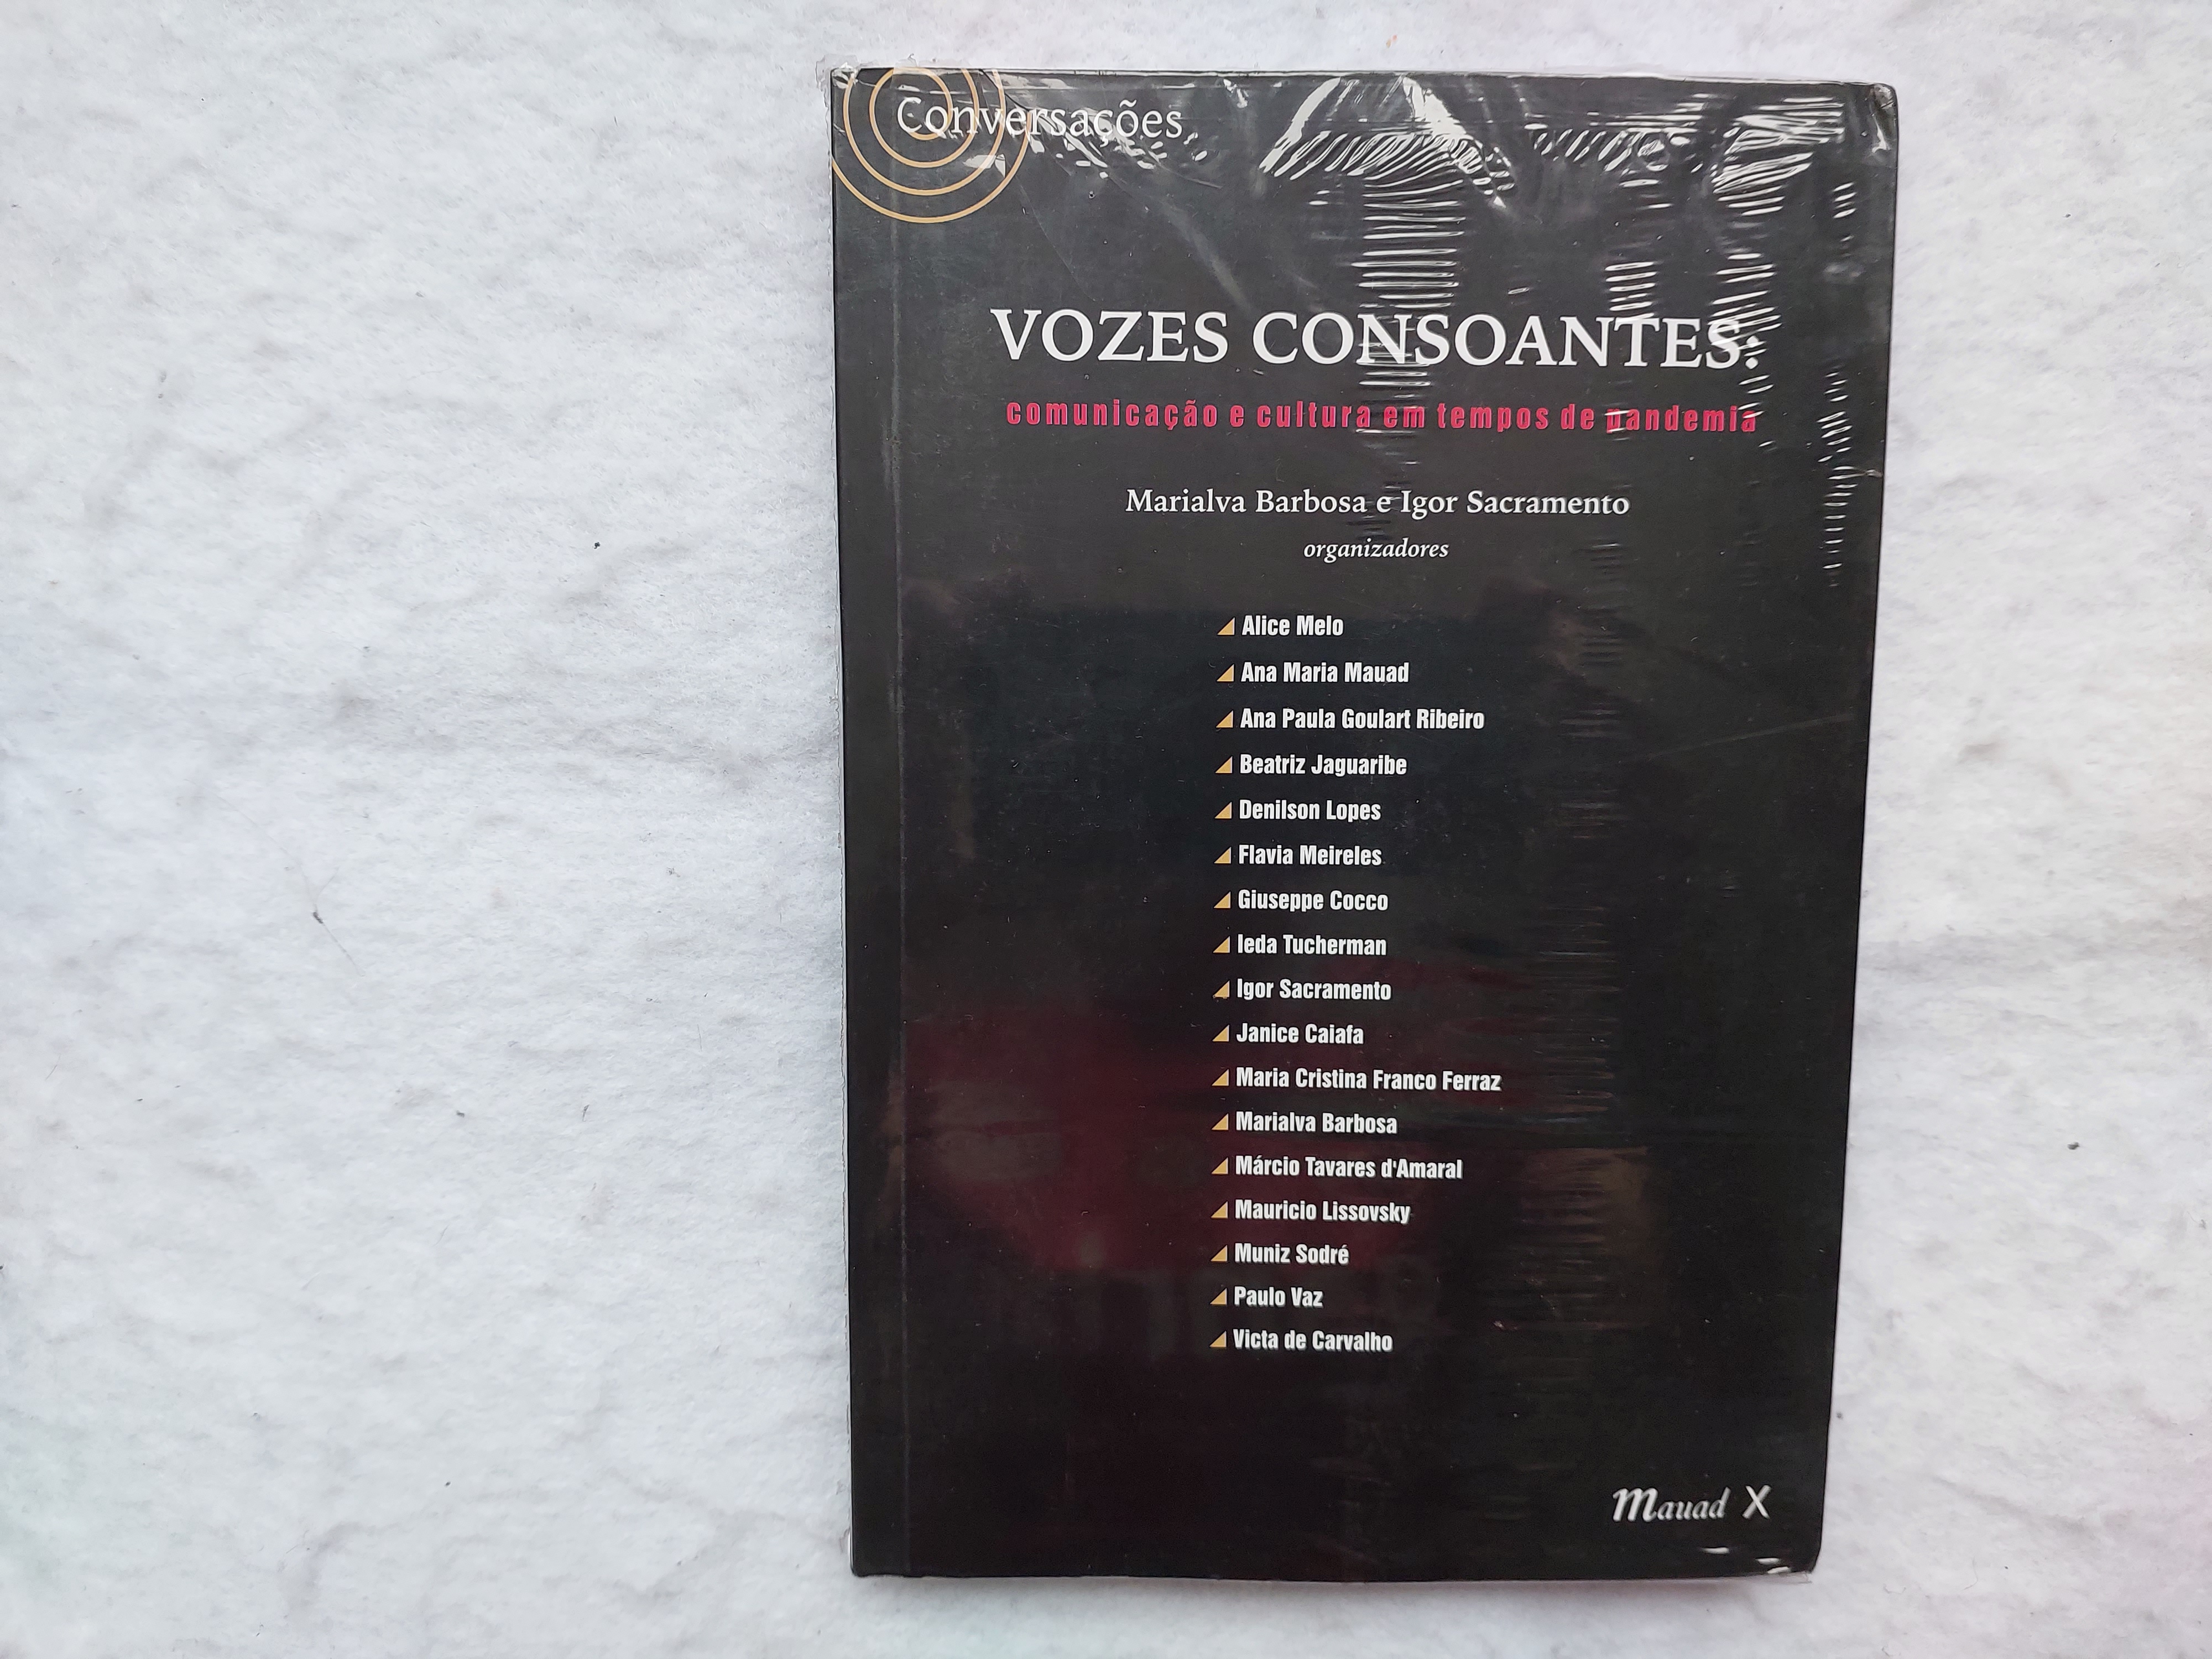 Conversações
VOZES CONSOANTES:
comunicação e cultura em tempos de pandemia
Marialva Barbosa e Igor Sacramento
organizadores
Alice Melo
Ana Maria Mauad
Ana Paula Goulart Ribeiro
Beatriz Jaguaribe
Denilson Lopes
Flavia Meireles
Giuseppe Cocco
Ieda Tucherman
Igor Sacramento
Janice Caiafa
Maria Cristina Franco Ferraz
Marialva Barbosa
Márcio Tavares d'Amaral
Mauricio Lissovsky
Muniz Sodré
Paulo Vaz
Victa de Carvalho
Mauad X